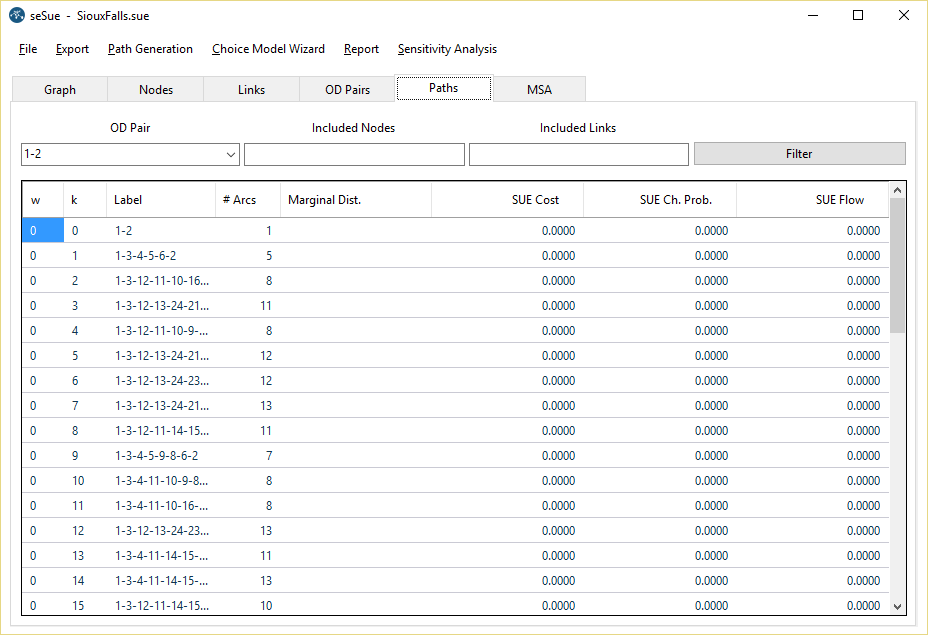 seSue - SiouxFalls.sue
File Export Path Generation Choice Model Wizard Report Sensitivity Analysis
Graph Nodes Links OD Pairs Paths MSA
OD Pair Included Nodes Included Links
1-2 Filter
w k Label # Arcs Marginal Dist. SUE Cost SUE Ch. Prob. SUE Flow
0 0 1-2 1 0.0000 0.0000 0.0000
0 1 1-3-4-5-6-2 5 0.0000 0.0000 0.0000
0 2 1-3-12-11-10-16... 8 0.0000 0.0000 0.0000
0 3 1-3-12-13-24-21... 11 0.0000 0.0000 0.0000
0 4 1-3-12-11-10-9-... 8 0.0000 0.0000 0.0000
0 5 1-3-12-13-24-21... 12 0.0000 0.0000 0.0000
0 6 1-3-12-13-24-23... 12 0.0000 0.0000 0.0000
0 7 1-3-12-13-24-21... 13 0.0000 0.0000 0.0000
0 8 1-3-12-11-14-15... 11 0.0000 0.0000 0.0000
0 9 1-3-4-5-9-8-6-2 7 0.0000 0.0000 0.0000
0 10 1-3-4-11-10-9-8... 8 0.0000 0.0000 0.0000
0 11 1-3-4-11-10-16-... 8 0.0000 0.0000 0.0000
0 12 1-3-12-13-24-23... 13 0.0000 0.0000 0.0000
0 13 1-3-4-11-14-15-... 11 0.0000 0.0000 0.0000
0 14 1-3-4-11-14-15-... 13 0.0000 0.0000 0.0000
0 15 1-3-12-11-14-15... 10 0.0000 0.0000 0.0000